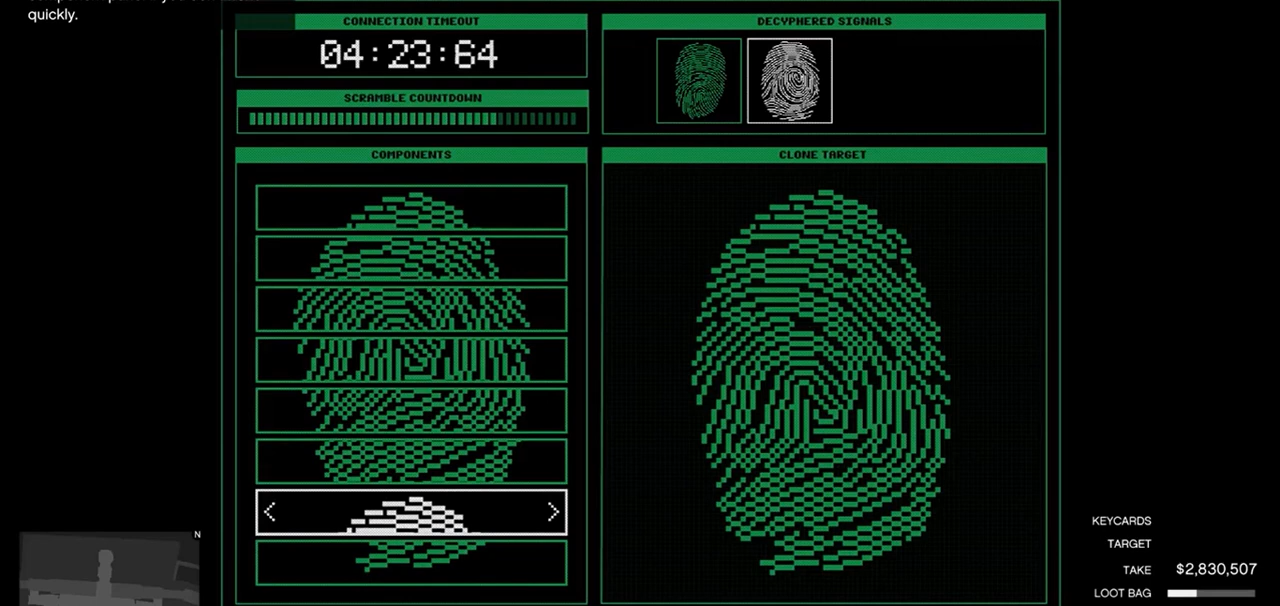 quickly.
CONNECTION TIMEOUT
04:23:64
SCRAMBLE COUNTDOWN
DECYPHERED SIGNALS
COMPONENTS
CLONE TARGET
N
KEYCARDS
TARGET
TAKE $2,830,507
LOOT BAG